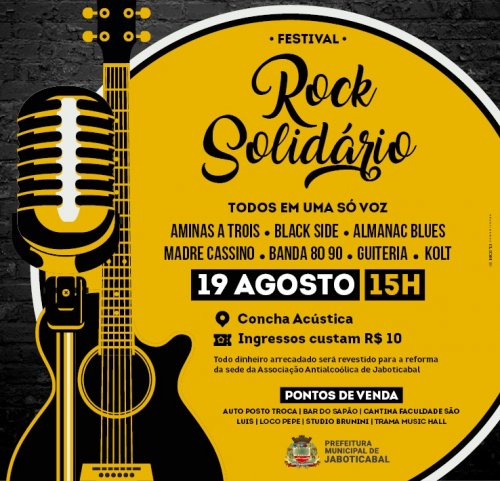 • FESTIVAL •
Rock
Solidário
TODOS EM UMA SÓ VOZ
AMINAS A TROIS • BLACK SIDE • ALMANAC BLUES
MADRE CASSINO • BANDA 80 90 • GUITERIA • KOLT
19 AGOSTO 15H
Concha Acústica
Ingressos custam R$ 10
Todo dinheiro arrecadado será revestido para a reforma
da sede da Associação Antialcoólica de Jaboticabal
PONTOS DE VENDA
AUTO POSTO TROCA | BAR DO SAPÃO | CANTINA FACULDADE SÃO
LUIS | LOCO PEPE | STUDIO BRUNINI | TRAMA MUSIC HALL
PREFEITURA
MUNICIPAL DE
JABOTICABAL